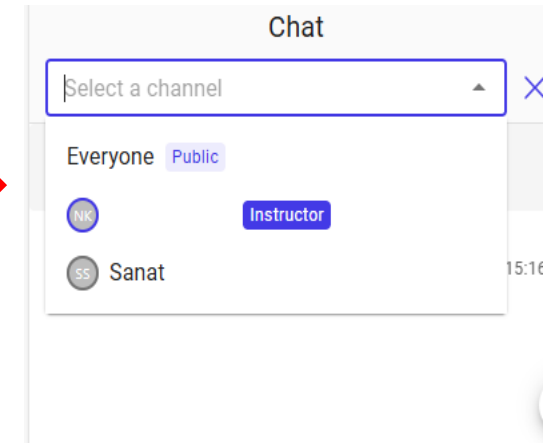 Chat
Select a channel
Everyone Public
NK Instructor
SS Sanat
15:16